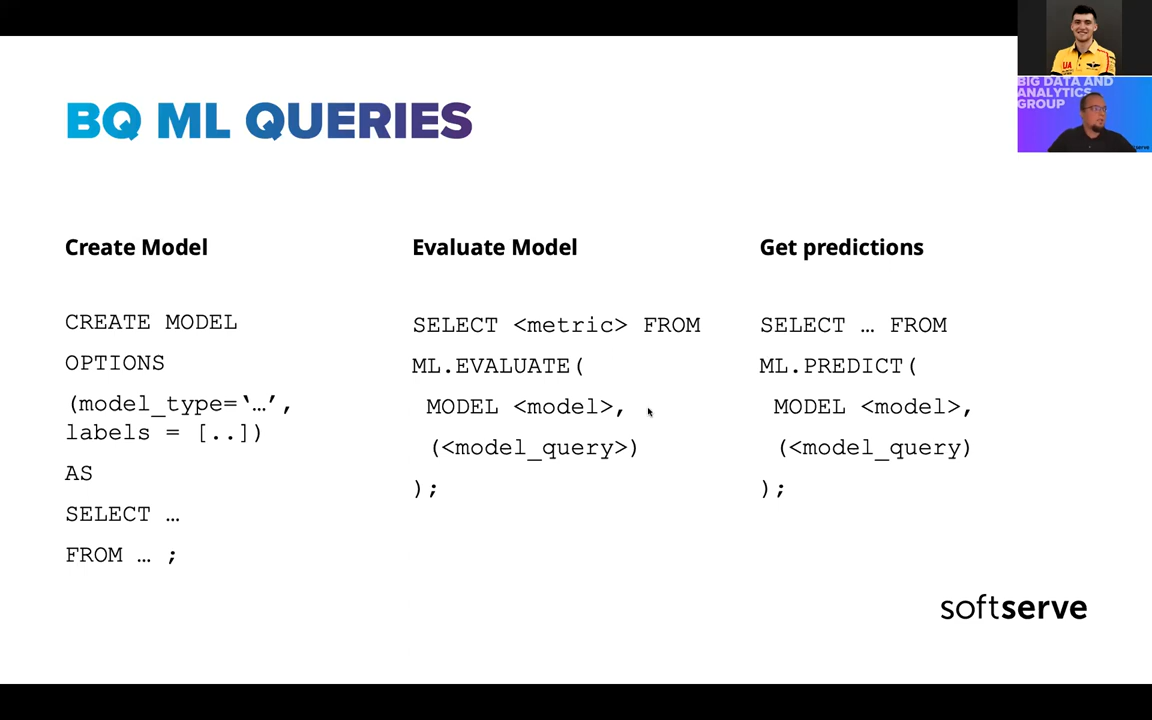 BIG DATA AND
ANALYTICS
GROUP
UA
BQ ML QUERIES
Create Model
CREATE MODEL
OPTIONS
(model_type=‘…’,
labels = [..])
AS
SELECT …
FROM … ;
Evaluate Model
SELECT <metric> FROM
ML.EVALUATE(
MODEL <model>,
(<model_query>)
);
Get predictions
SELECT … FROM
ML.PREDICT(
MODEL <model>,
(<model_query)
);
softserve